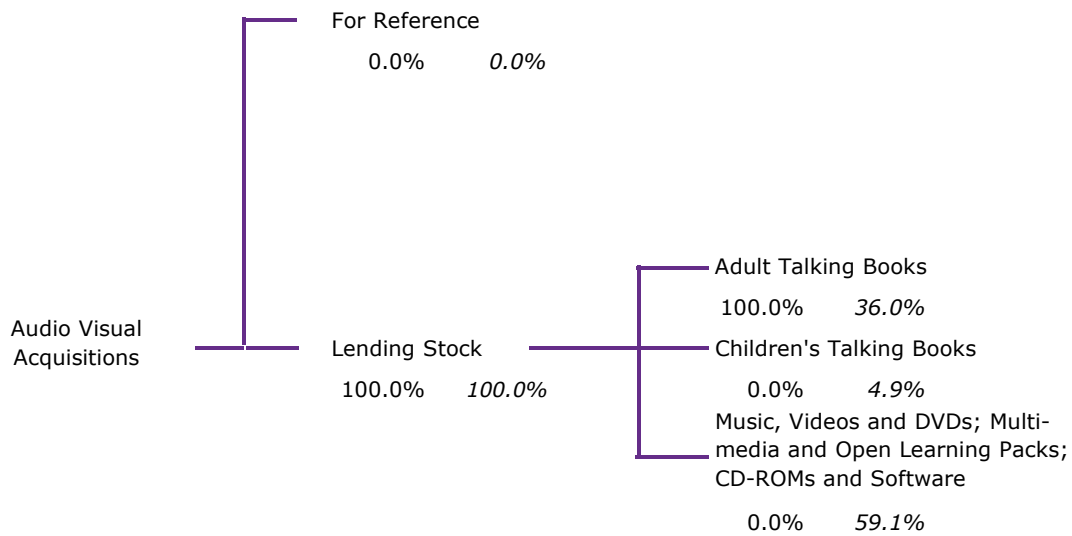 For Reference
0.0% 0.0%
Audio Visual
Acquisitions
Lending Stock
100.0% 100.0%
Adult Talking Books
100.0% 36.0%
Children's Talking Books
0.0% 4.9%
Music, Videos and DVDs; Multi-
media and Open Learning Packs;
CD-ROMs and Software
0.0% 59.1%